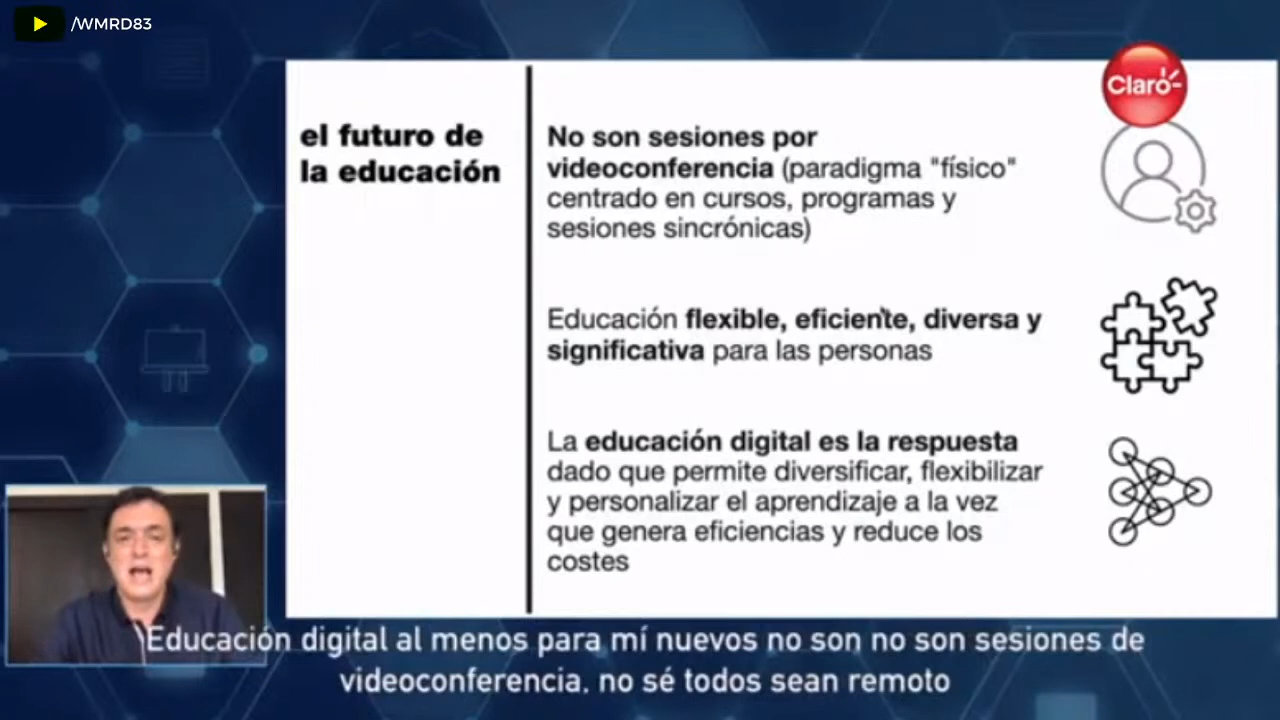 /WMRD83
Claro
el futuro de
la educación
No son sesiones por
videoconferencia (paradigma "físico"
centrado en cursos, programas y
sesiones sincrónicas)
Educación flexible, eficiente, diversa y
significativa para las personas
La educación digital es la respuesta
dado que permite diversificar, flexibilizar
y personalizar el aprendizaje a la vez
que genera eficiencias y reduce los
costes
Educación digital al menos para mí nuevos no son no son sesiones de
videoconferencia. no sé todos sean remoto